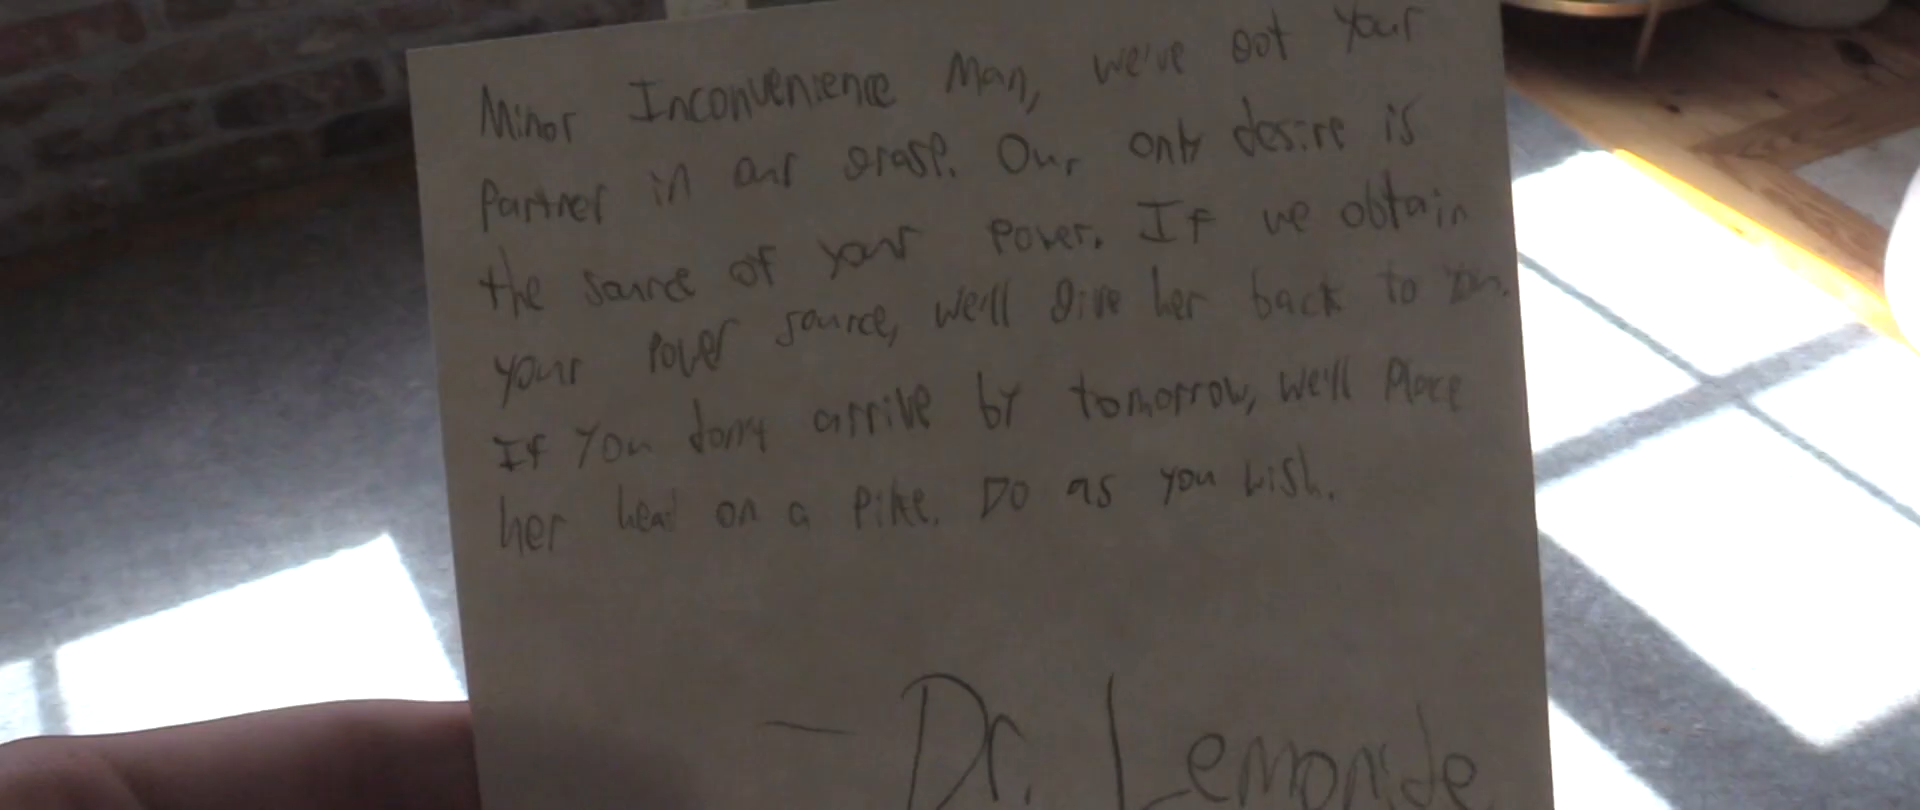 Minor Inconvenience Man, we've got your
partner in our grasp. Our only desire is
the source of your power. If we obtain
your power source, we'll give her back to you.
If you don't arrive by tomorrow, we'll place
her head on a pike. Do as you wish.
— Dr. Lemonide